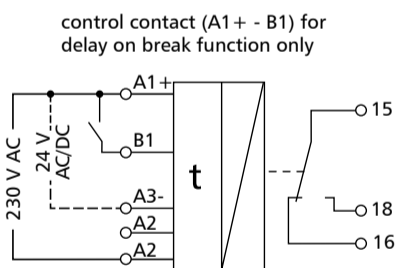 control contact (A1+ - B1) for
delay on break function only
A1+
15
B1
230 V AC
24 V
AC/DC
t
A3-
18
A2
16
A2